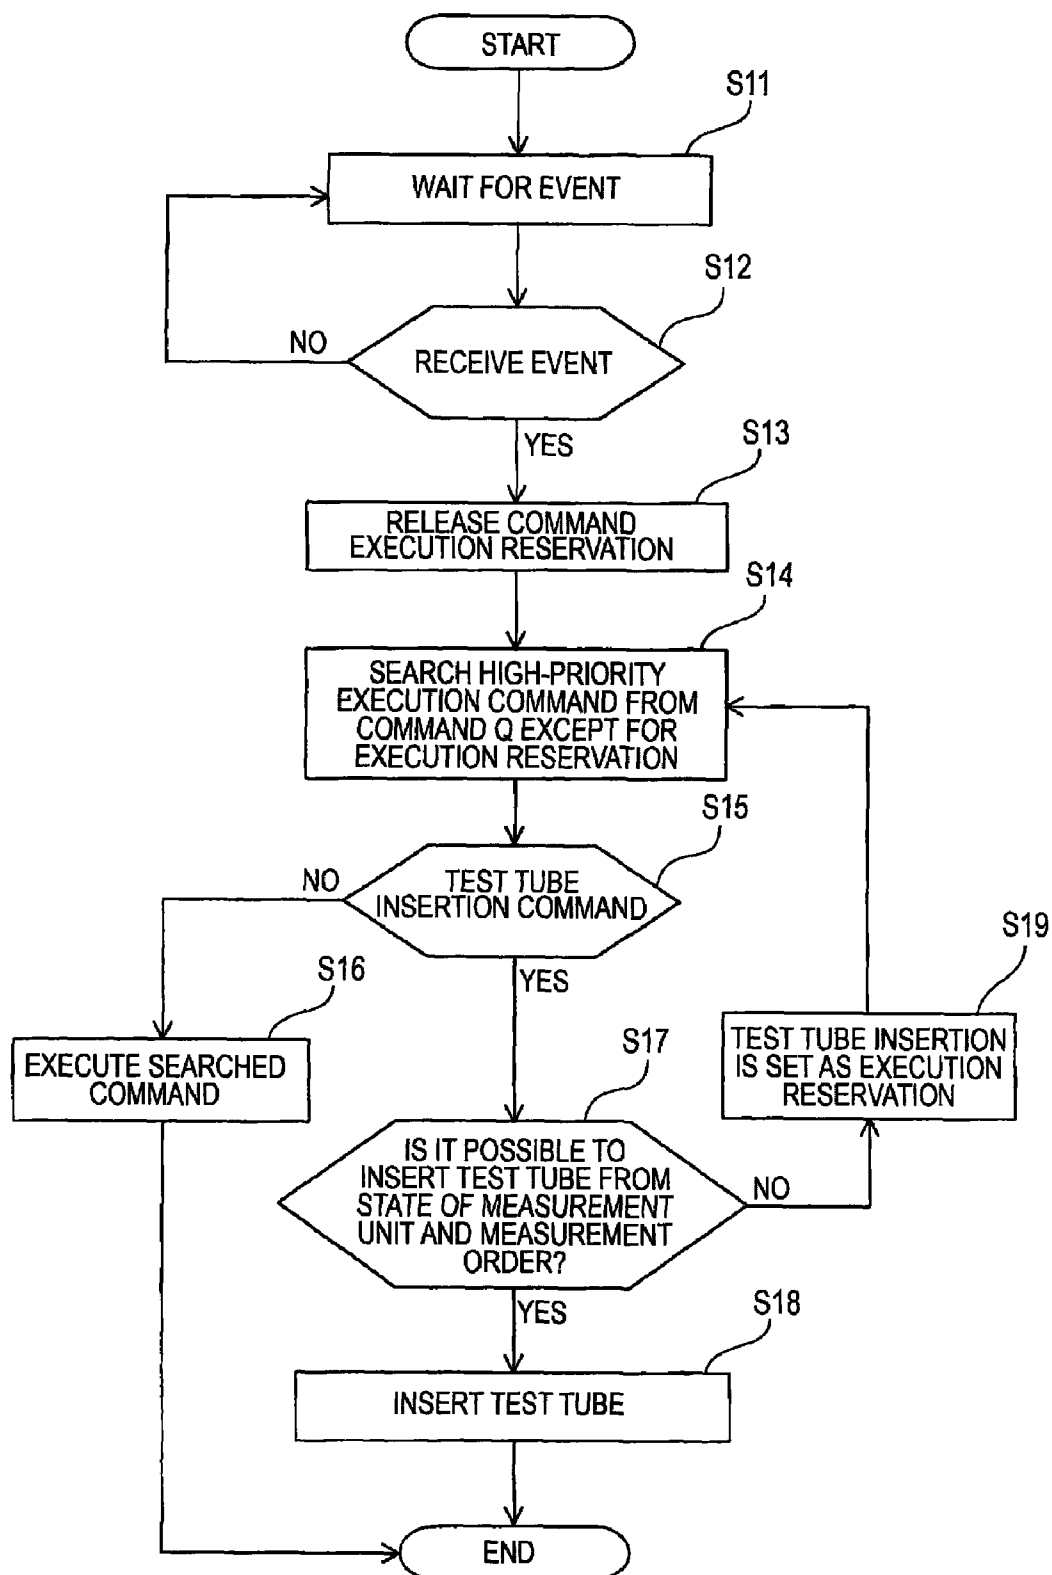 START
S11
WAIT FOR EVENT
S12
NO
RECEIVE EVENT
YES
S13
RELEASE COMMAND
EXECUTION RESERVATION
S14
SEARCH HIGH-PRIORITY
EXECUTION COMMAND FROM
COMMAND Q EXCEPT FOR
EXECUTION RESERVATION
S15
NO
TEST TUBE
INSERTION COMMAND
YES
S16
EXECUTE SEARCHED
COMMAND
S19
TEST TUBE INSERTION
IS SET AS EXECUTION
RESERVATION
S17
IS IT POSSIBLE TO
INSERT TEST TUBE FROM
STATE OF MEASUREMENT
UNIT AND MEASUREMENT
ORDER?
NO
YES
S18
INSERT TEST TUBE
END